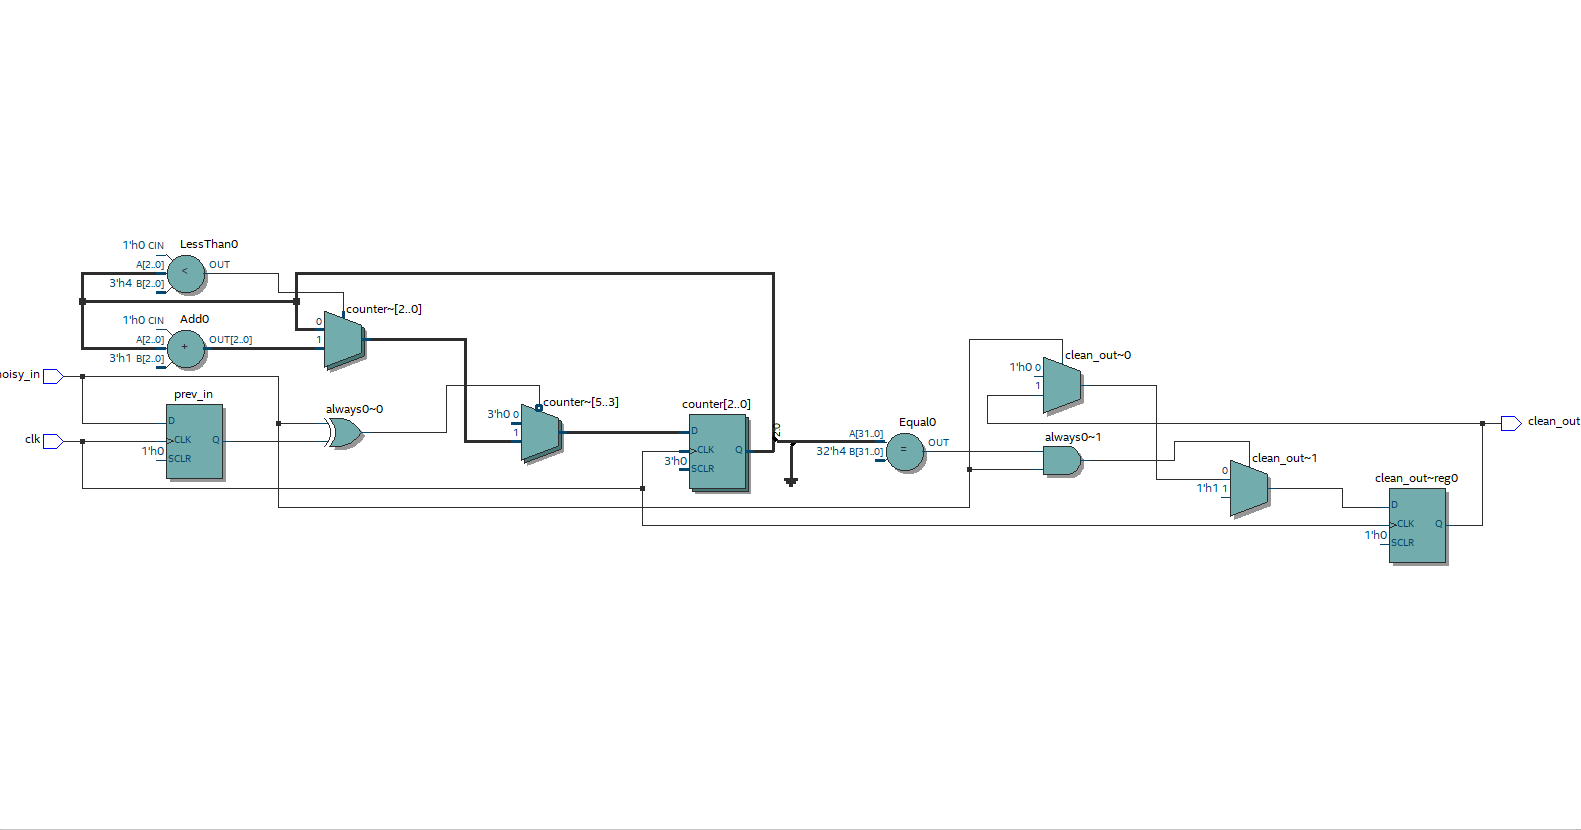 1'h0 CIN
LessThan0
A[2..0]
OUT
3'h4 B[2..0]
<
1'h0 CIN
Add0
A[2..0]
OUT[2..0]
3'h1 B[2..0]
+
counter~[2..0]
0
1
noisy_in
prev_in
D
CLK
Q
1'h0
SCLR
clk
always0~0
counter~[5..3]
3'h0 0
1
counter[2..0]
D
CLK
Q
3'h0
SCLR
2:0
Equal0
A[31..0]
OUT
32'h4 B[31..0]
=
clean_out~0
1'h0 0
1
always0~1
clean_out~1
0
1'h1 1
clean_out~reg0
D
CLK
Q
1'h0
SCLR
clean_out